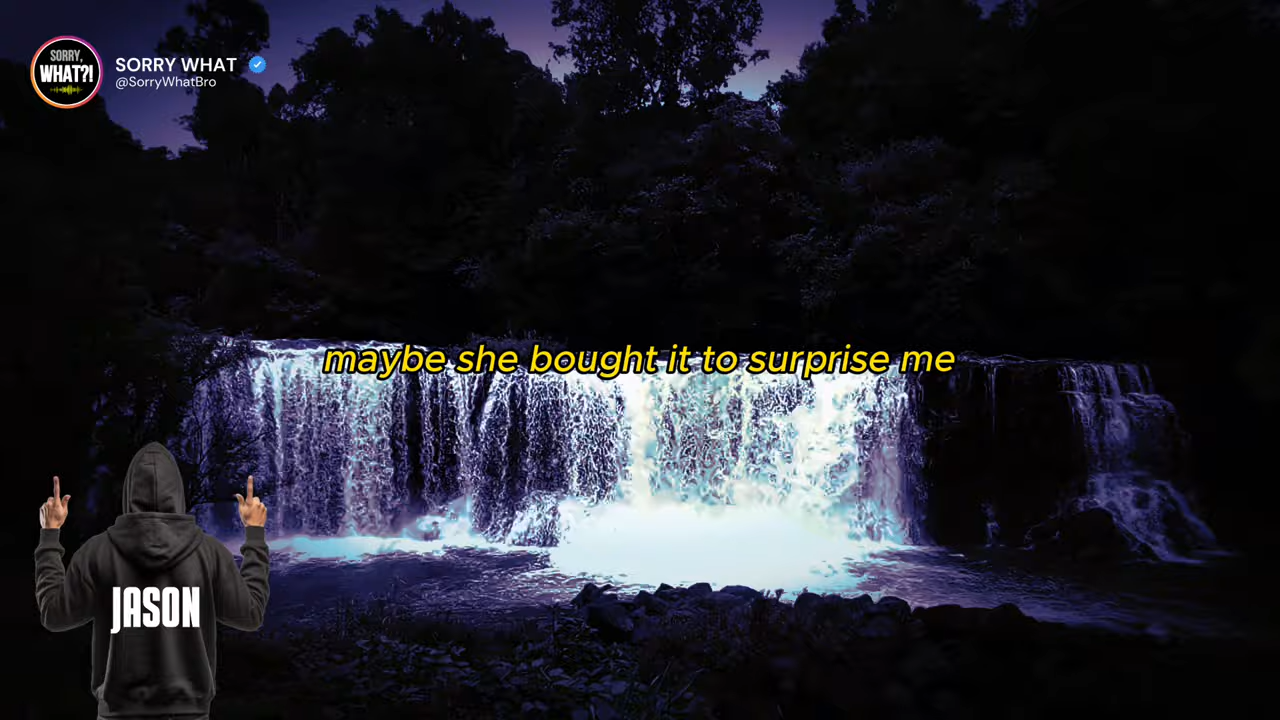 SORRY,
WHAT?!
SORRY WHAT
@SorryWhatBro
maybe she bought it to surprise me
JASON